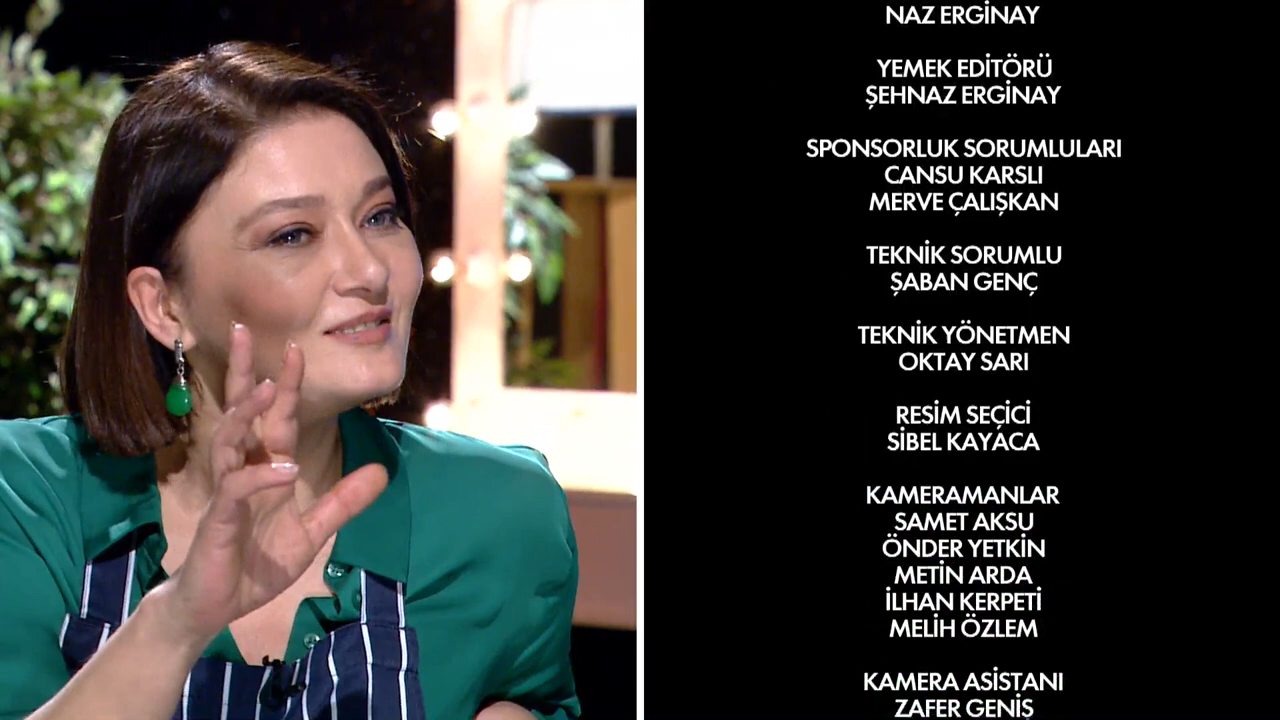 NAZ ERGİNAY
YEMEK EDİTÖRÜ
ŞEHNAZ ERGİNAY
SPONSORLUK SORUMLULARI
CANSU KARSLI
MERVE ÇALIŞKAN
TEKNİK SORUMLU
ŞABAN GENÇ
TEKNİK YÖNETMEN
OKTAY SARI
RESİM SEÇİCİ
SİBEL KAYACA
KAMERAMANLAR
SAMET AKSU
ÖNDER YETKİN
METİN ARDA
İLHAN KERPETİ
MELİH ÖZLEM
KAMERA ASİSTANI
ZAFER GENİŞ